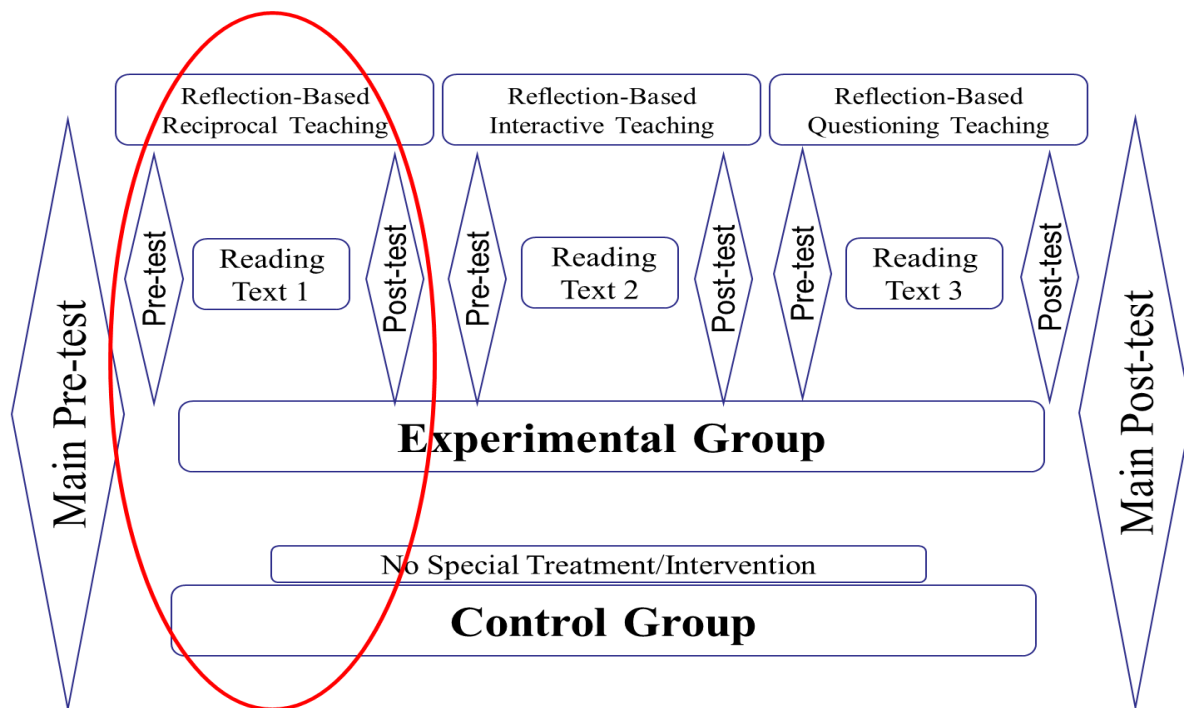 Reflection-Based
Reciprocal Teaching
Reflection-Based
Interactive Teaching
Reflection-Based
Questioning Teaching
Main Pre-test
Pre-test
Reading
Text 1
Post-test
Pre-test
Reading
Text 2
Post-test
Pre-test
Reading
Text 3
Post-test
Main Post-test
Experimental Group
No Special Treatment/Intervention
Control Group